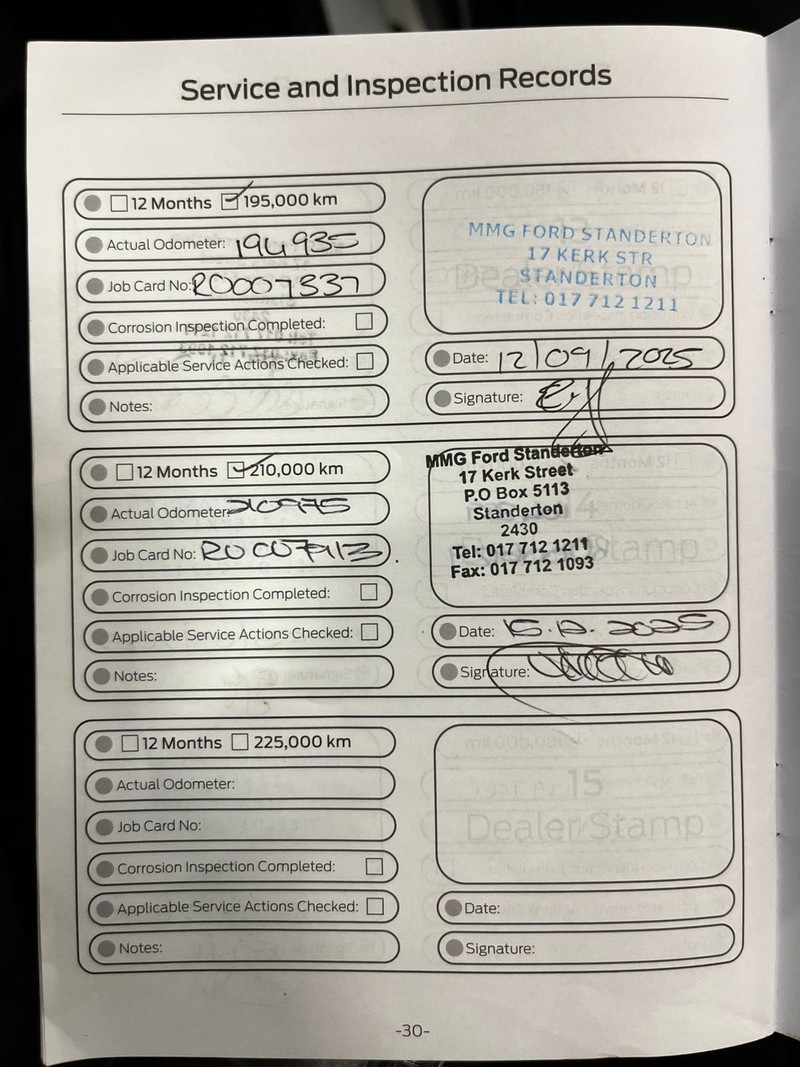 Service and Inspection Records
12 Months 195,000 km
Actual Odometer: 194935
Job Card No: RO007337
Corrosion Inspection Completed:
Applicable Service Actions Checked:
Notes:
MMG FORD STANDERTON
17 KERK STR
STANDERTON
TEL: 017 712 1211
Date: 12/09/2025
Signature:
12 Months 210,000 km
Actual Odometer: 210975
Job Card No:
Corrosion Inspection Completed:
Applicable Service Actions Checked:
Notes:
MMG Ford Standerton
17 Kerk Street
P.O Box 5113
Standerton
2430
Tel: 017 712 1211
Fax: 017 712 1093
Date: 15.12.2025
Signature:
12 Months 225,000 km
Actual Odometer:
Job Card No:
Corrosion Inspection Completed:
Applicable Service Actions Checked:
Notes:
15
Dealer Stamp
Date:
Signature:
-30-